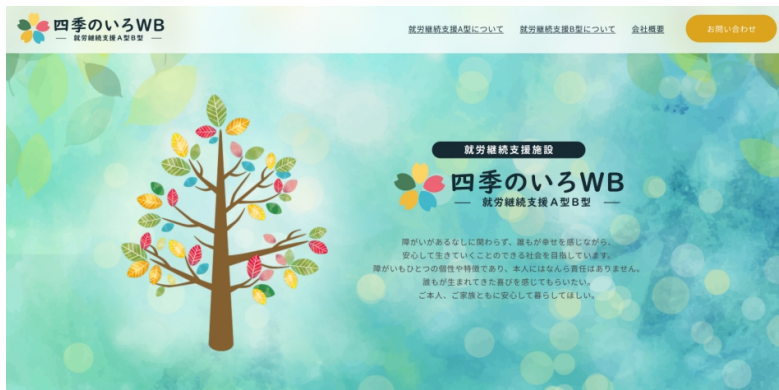 四季のいろWB
就労継続支援A型B型
就労継続支援A型について
就労継続支援B型について
会社概要
お問い合わせ
就労継続支援施設
四季のいろWB
就労継続支援A型B型
障がいがあるなしに関わらず、誰もが幸せを感じながら、
安心して生きていくことのできる社会を目指しています。
障がいもひとつの個性や特徴であり、本人にはなんら責任はありません。
誰もが生まれてきた喜びを感じてもらいたい。
ご本人、ご家族ともに安心して暮らしてほしい。